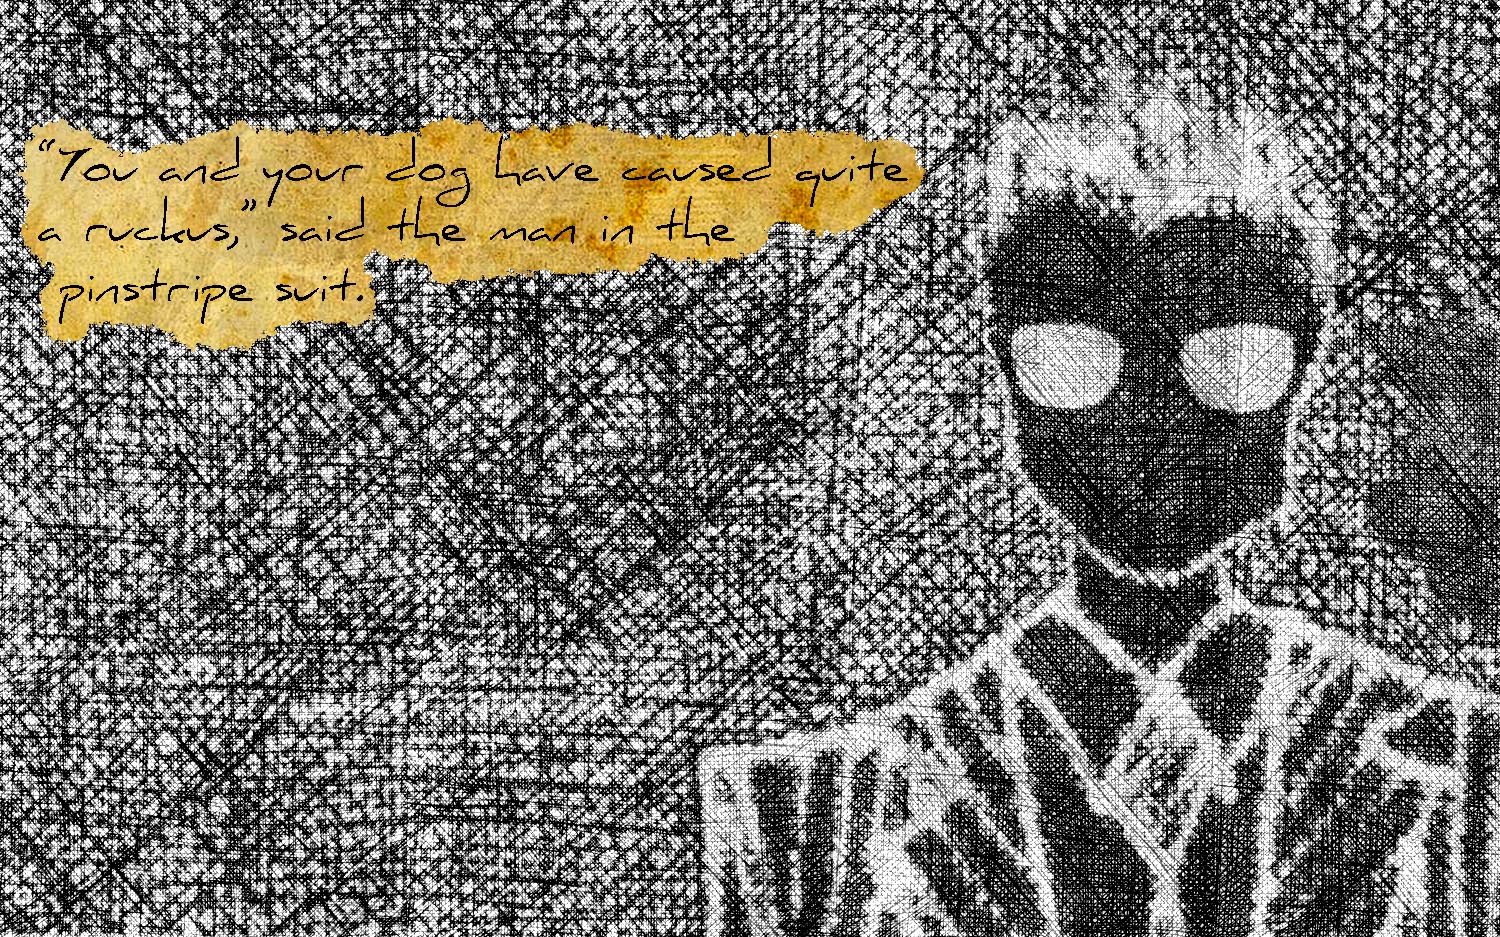 “You and your dog have caused quite
a ruckus,” said the man in the
pinstripe suit.